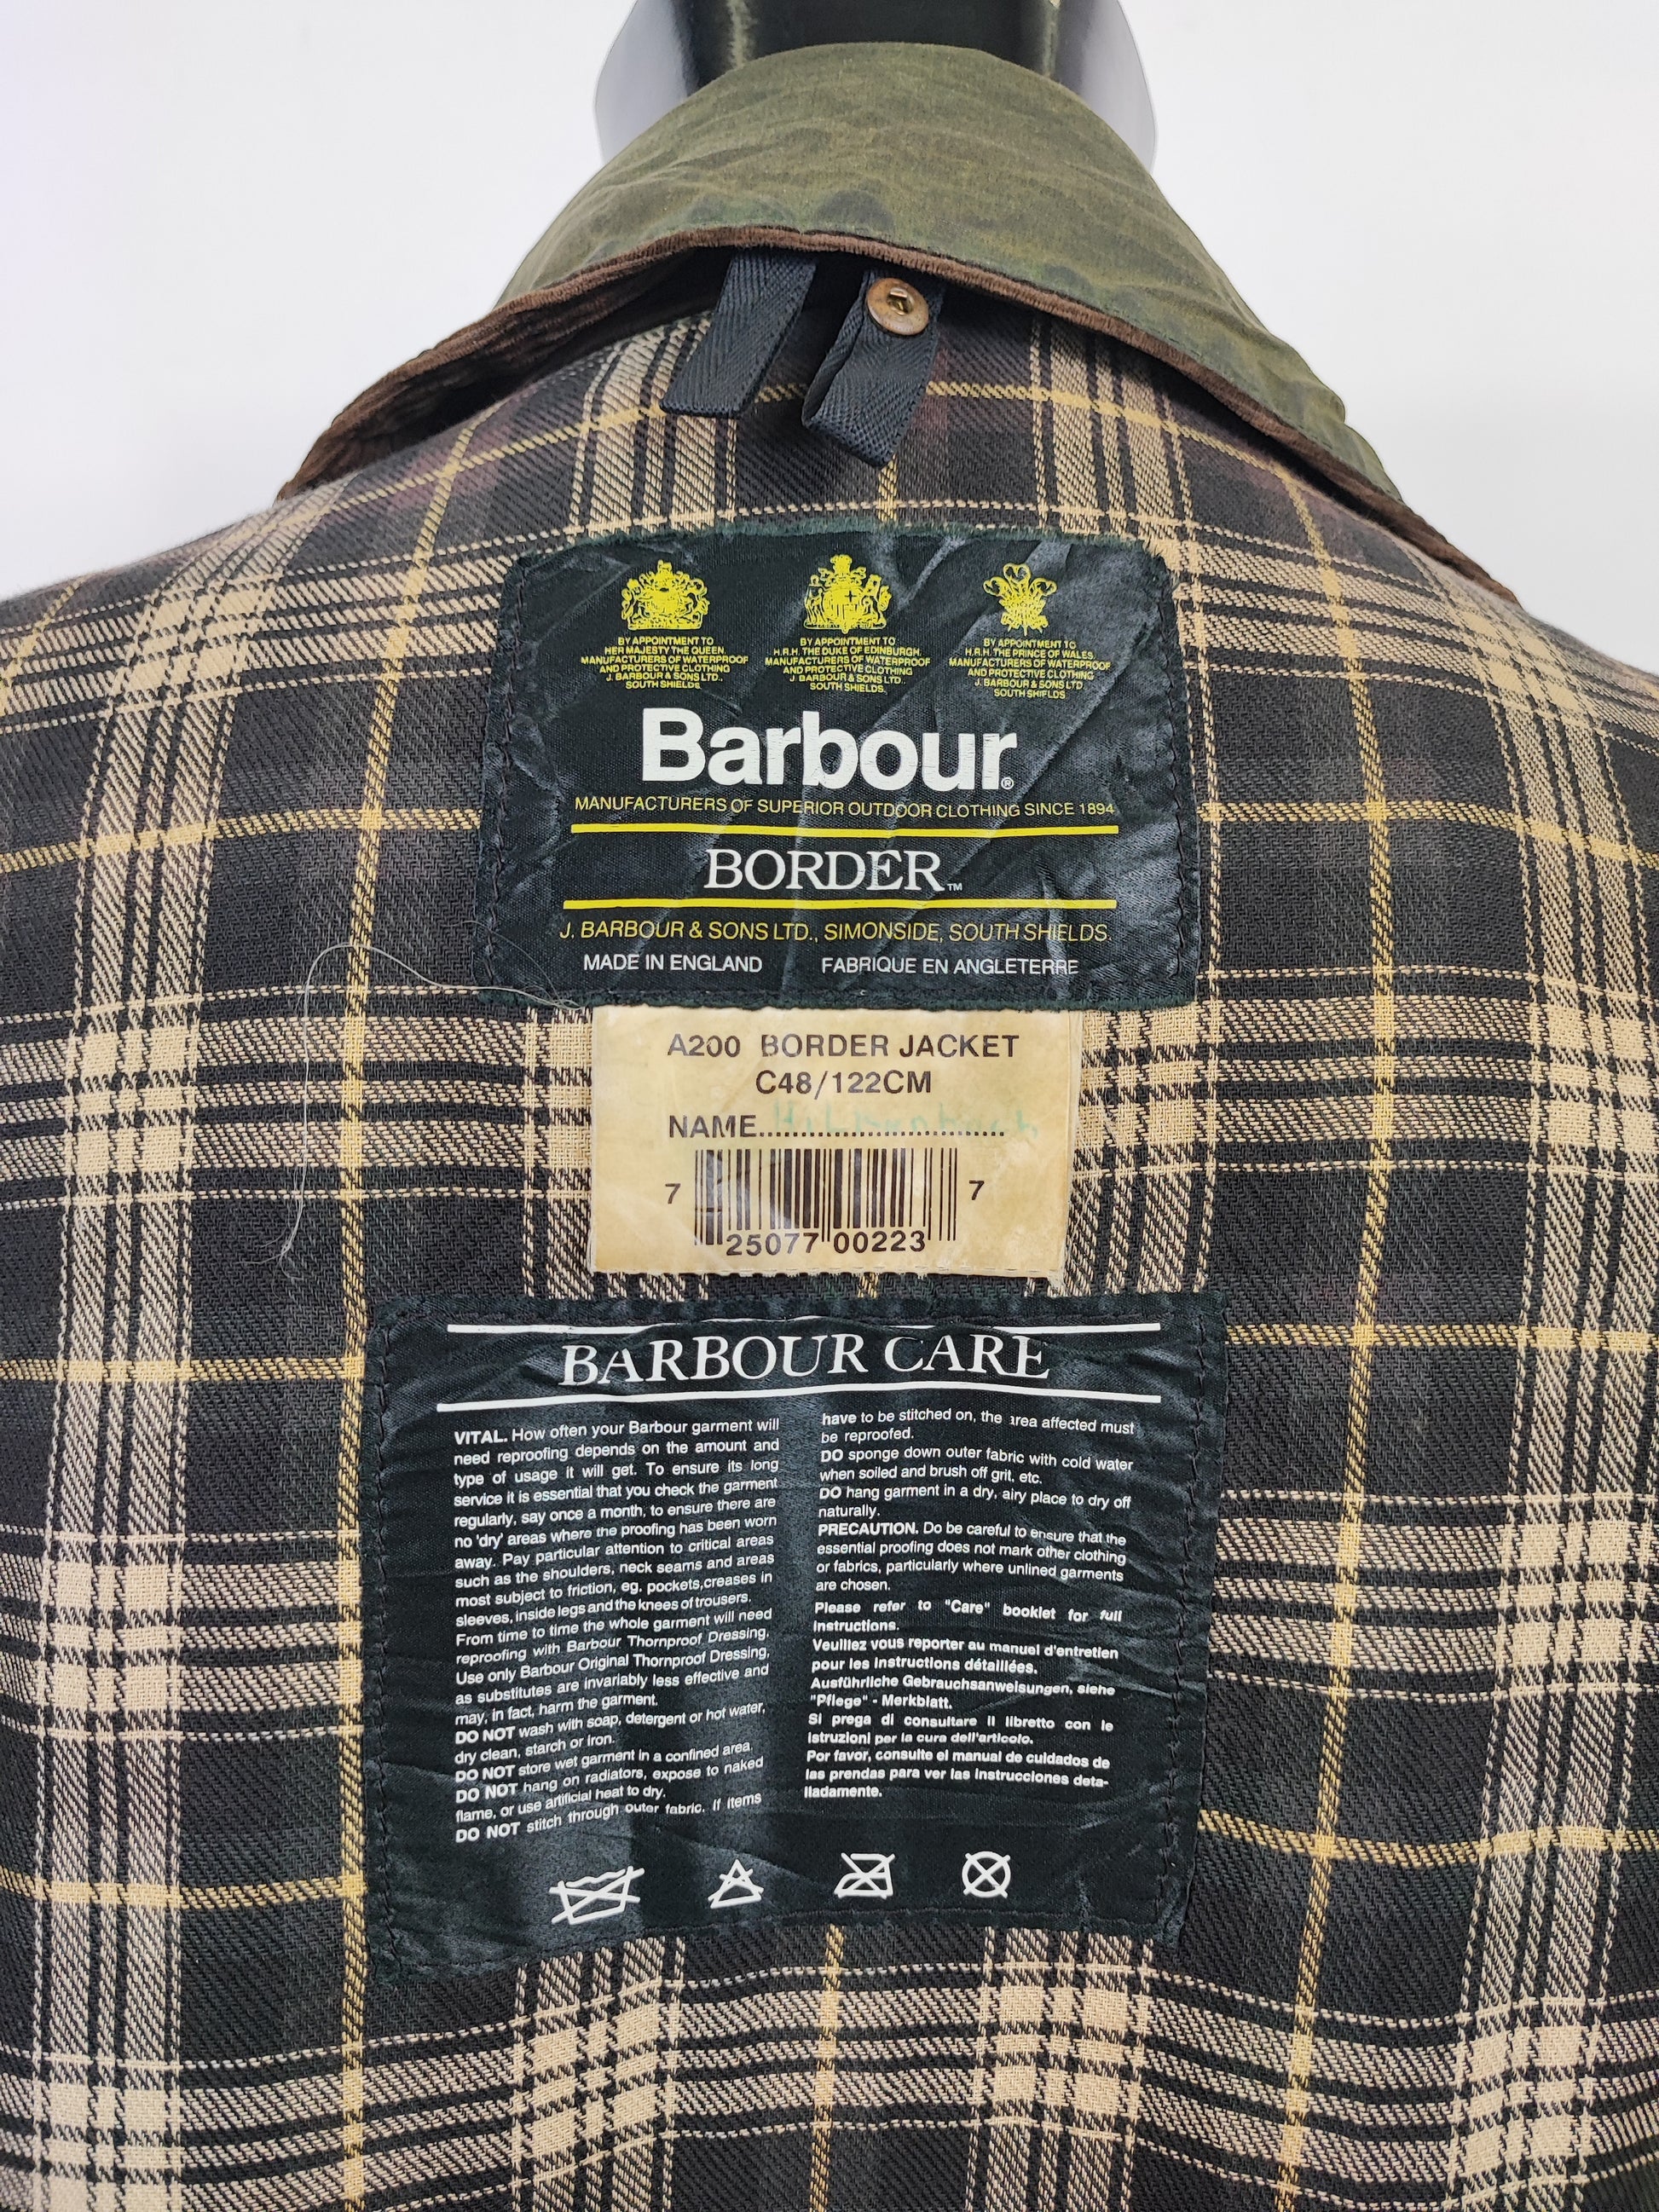 BY APPOINTMENT TO
HER MAJESTY THE QUEEN.
MANUFACTURERS OF WATERPROOF
AND PROTECTIVE CLOTHING
J. BARBOUR & SONS LTD.,
SOUTH SHIELDS.
BY APPOINTMENT TO
H.R.H. THE DUKE OF EDINBURGH.
MANUFACTURERS OF WATERPROOF
AND PROTECTIVE CLOTHING
J. BARBOUR & SONS LTD.
SOUTH SHIELDS.
BY APPOINTMENT TO
H.R.H. THE PRINCE OF WALES.
MANUFACTURERS OF WATERPROOF
AND PROTECTIVE CLOTHING
J. BARBOUR & SONS LTD
SOUTH SHIELDS
Barbour®
MANUFACTURERS OF SUPERIOR OUTDOOR CLOTHING SINCE 1894
BORDER™
J. BARBOUR & SONS LTD., SIMONSIDE, SOUTH SHIELDS.
MADE IN ENGLAND FABRIQUE EN ANGLETERRE
A200 BORDER JACKET
C48/122CM
NAME
7 25077 00223 7
BARBOUR CARE
VITAL. How often your Barbour garment will
need reproofing depends on the amount and
type of usage it will get. To ensure its long
service it is essential that you check the garment
regularly, say once a month, to ensure there are
no 'dry' areas where the proofing has been worn
away. Pay particular attention to critical areas
such as the shoulders, neck seams and areas
most subject to friction, eg. pockets,creases in
sleeves, inside legs and the knees of trousers.
From time to time the whole garment will need
reproofing with Barbour Thornproof Dressing.
Use only Barbour Original Thornproof Dressing,
as substitutes are invariably less effective and
may, in fact, harm the garment.
DO NOT wash with soap, detergent or hot water,
dry clean, starch or iron.
DO NOT store wet garment in a confined area.
DO NOT hang on radiators, expose to naked
flame, or use artificial heat to dry.
DO NOT stitch through outer fabric. If items
have to be stitched on, the area affected must
be reproofed.
DO sponge down outer fabric with cold water
when soiled and brush off grit, etc.
DO hang garment in a dry, airy place to dry off
naturally.
PRECAUTION. Do be careful to ensure that the
essential proofing does not mark other clothing
or fabrics, particularly where unlined garments
are chosen.
Please refer to "Care" booklet for full
instructions.
Veuillez vous reporter au manuel d'entretien
pour les instructions détaillées.
Ausführliche Gebrauchsanweisungen, siehe
"Pflege" - Merkblatt.
Si prega di consultare il libretto con le
istruzioni per la cura dell'articolo.
Por favor, consulte el manual de cuidados de
las prendas para ver las instrucciones deta-
lladamente.